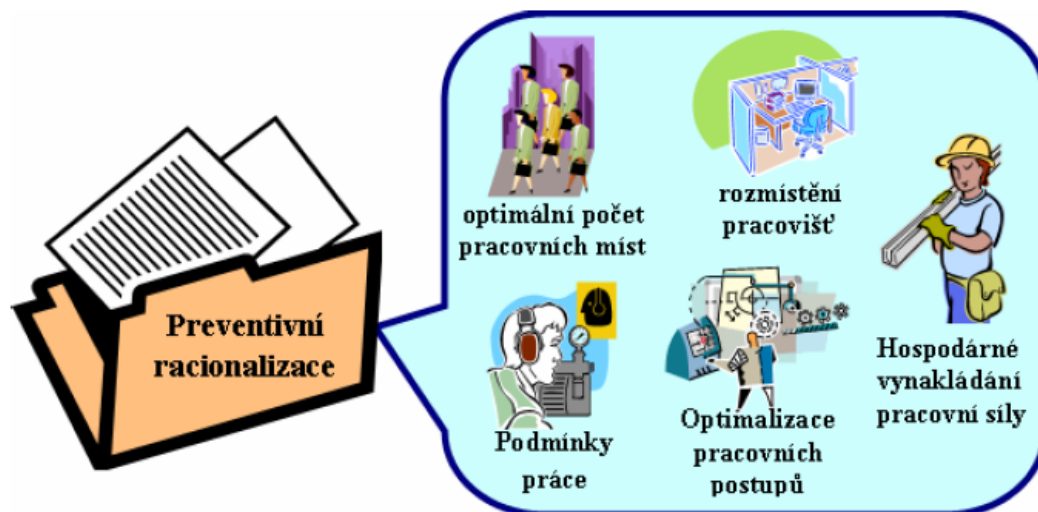 Preventivní
racionalizace
optimální počet
pracovních míst
rozmístění
pracovišť
Podmínky
práce
Optimalizace
pracovních
postupů
Hospodárné
vynakládání
pracovní síly